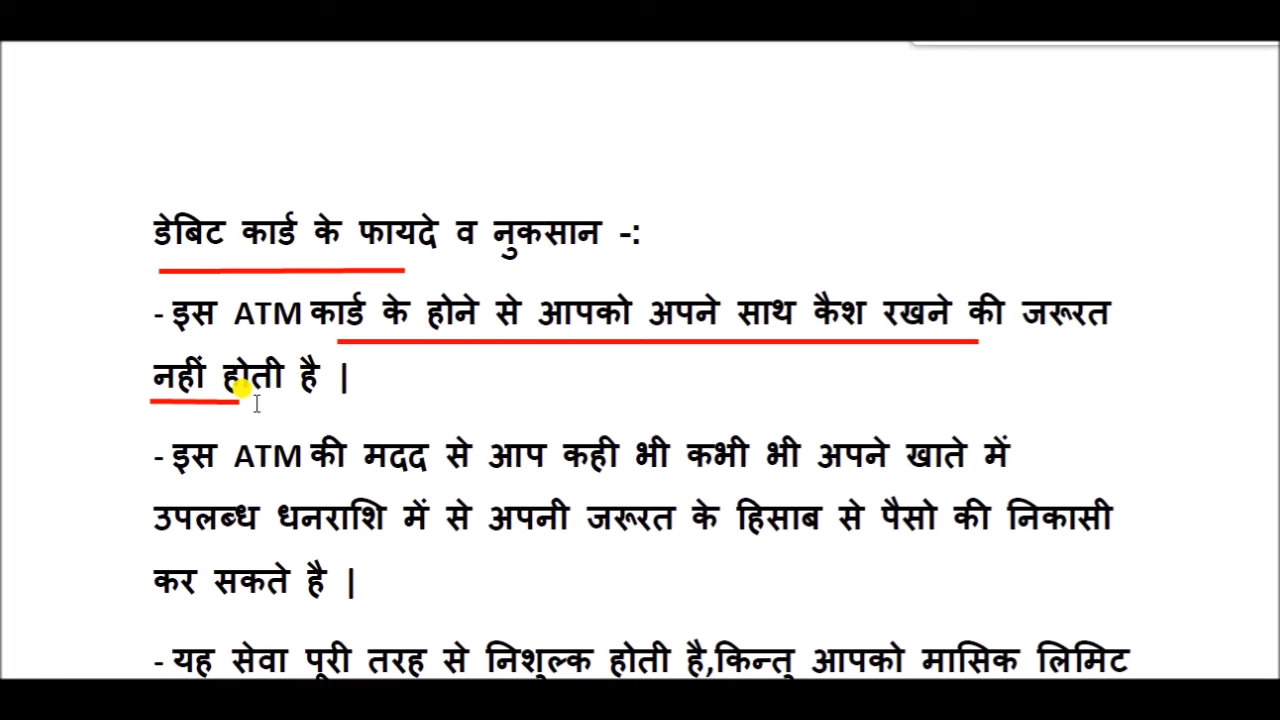 डेबिट कार्ड के फायदे व नुकसान -:
- इस ATM कार्ड के होने से आपको अपने साथ कैश रखने की जरूरत
नहीं होती है |
- इस ATM की मदद से आप कही भी कभी भी अपने खाते में
उपलब्ध धनराशि में से अपनी जरूरत के हिसाब से पैसो की निकासी
कर सकते है |
- यह सेवा पूरी तरह से निशुल्क होती है,किन्तु आपको मासिक लिमिट